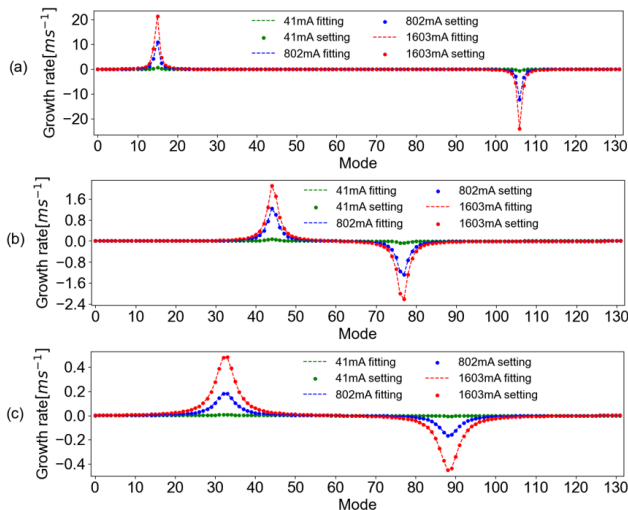 (a)
Growth rate[ms⁻¹]
20
10
0
−10
−20
41mA fitting
41mA setting
802mA fitting
802mA setting
1603mA fitting
1603mA setting
0 10 20 30 40 50 60 70 80 90 100 110 120 130
Mode
(b)
Growth rate[ms⁻¹]
1.6
0.8
0.0
−0.8
−1.6
−2.4
41mA fitting
41mA setting
802mA fitting
802mA setting
1603mA fitting
1603mA setting
0 10 20 30 40 50 60 70 80 90 100 110 120 130
Mode
(c)
Growth rate[ms⁻¹]
0.4
0.2
0.0
−0.2
−0.4
41mA fitting
41mA setting
802mA fitting
802mA setting
1603mA fitting
1603mA setting
0 10 20 30 40 50 60 70 80 90 100 110 120 130
Mode